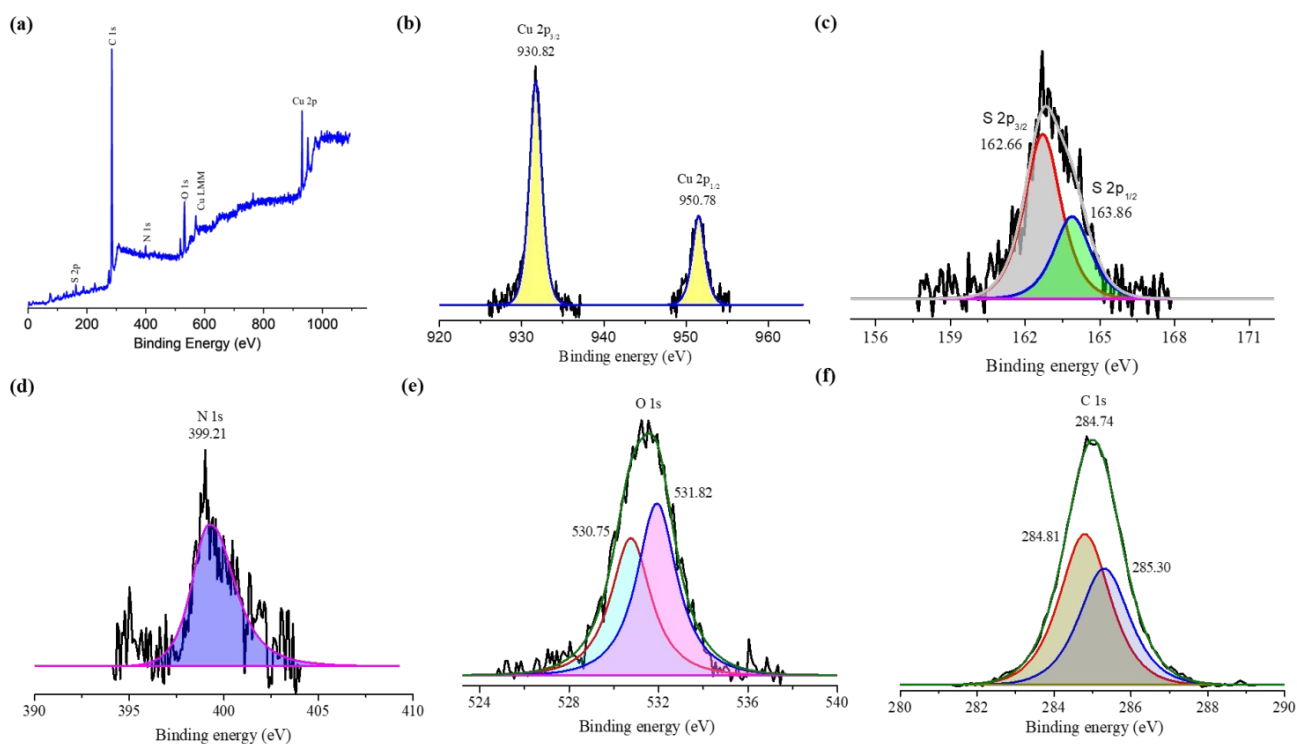 (a)
C 1s
S 2p
N 1s
O 1s
Cu LMM
Cu 2p
0 200 400 600 800 1000
Binding Energy (eV)
(b)
Cu 2p3/2
930.82
Cu 2p1/2
950.78
920 930 940 950 960
Binding energy (eV)
(c)
S 2p3/2
162.66
S 2p1/2
163.86
156 159 162 165 168 171
Binding energy (eV)
(d)
N 1s
399.21
390 395 400 405 410
Binding energy (eV)
(e)
O 1s
530.75
531.82
524 528 532 536 540
Binding energy (eV)
(f)
C 1s
284.74
284.81
285.30
280 282 284 286 288 290
Binding energy (eV)